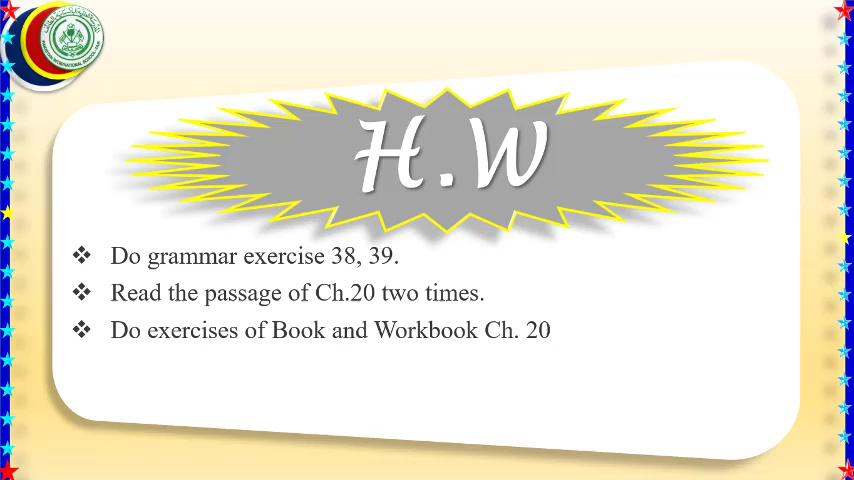 H.W
❖ Do grammar exercise 38, 39.
❖ Read the passage of Ch.20 two times.
❖ Do exercises of Book and Workbook Ch. 20